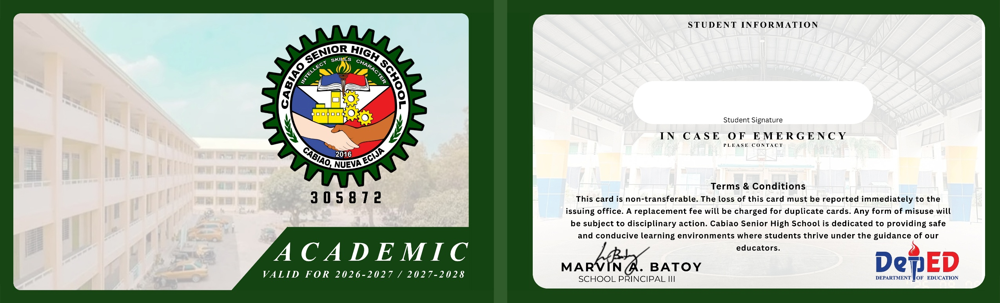 CABIAO SENIOR HIGH SCHOOL
INTELLECT SKILLS CHARACTER
2016
CABIAO, NUEVA ECIJA
305872
ACADEMIC
VALID FOR 2026-2027 / 2027-2028
STUDENT INFORMATION
Student Signature
IN CASE OF EMERGENCY
PLEASE CONTACT
Terms & Conditions
This card is non-transferable. The loss of this card must be reported immediately to the
issuing office. A replacement fee will be charged for duplicate cards. Any form of misuse will
be subject to disciplinary action. Cabiao Senior High School is dedicated to providing safe
and conducive learning environments where students thrive under the guidance of our
educators.
MARVIN A. BATOY
SCHOOL PRINCIPAL III
DepED
DEPARTMENT OF EDUCATION